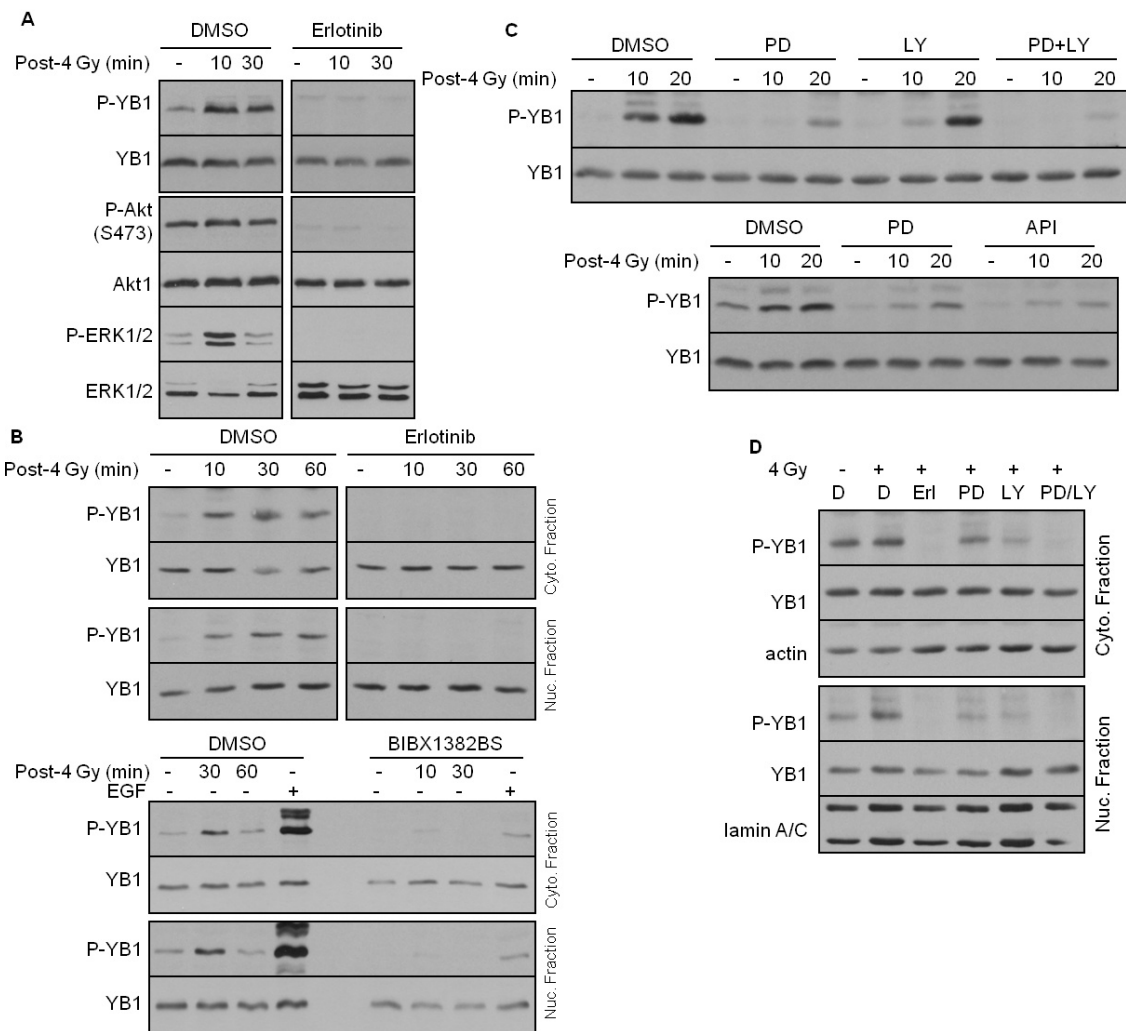 A
DMSO Erlotinib
Post-4 Gy (min) - 10 30 - 10 30
P-YB1
YB1
P-Akt
(S473)
Akt1
P-ERK1/2
ERK1/2
B
DMSO Erlotinib
Post-4 Gy (min) - 10 30 60 - 10 30 60
P-YB1
YB1
Cyto. Fraction
P-YB1
YB1
Nuc. Fraction
DMSO BIBX1382BS
Post-4 Gy (min) - 30 60 - - 10 30 -
EGF - - - + - - - +
P-YB1
YB1
Cyto. Fraction
P-YB1
YB1
Nuc. Fraction
C
DMSO PD LY PD+LY
Post-4 Gy (min) - 10 20 - 10 20 - 10 20 - 10 20
P-YB1
YB1
DMSO PD API
Post-4 Gy (min) - 10 20 - 10 20 - 10 20
P-YB1
YB1
D
4 Gy - + + + + +
D D Erl PD LY PD/LY
P-YB1
YB1
actin
Cyto. Fraction
P-YB1
YB1
lamin A/C
Nuc. Fraction